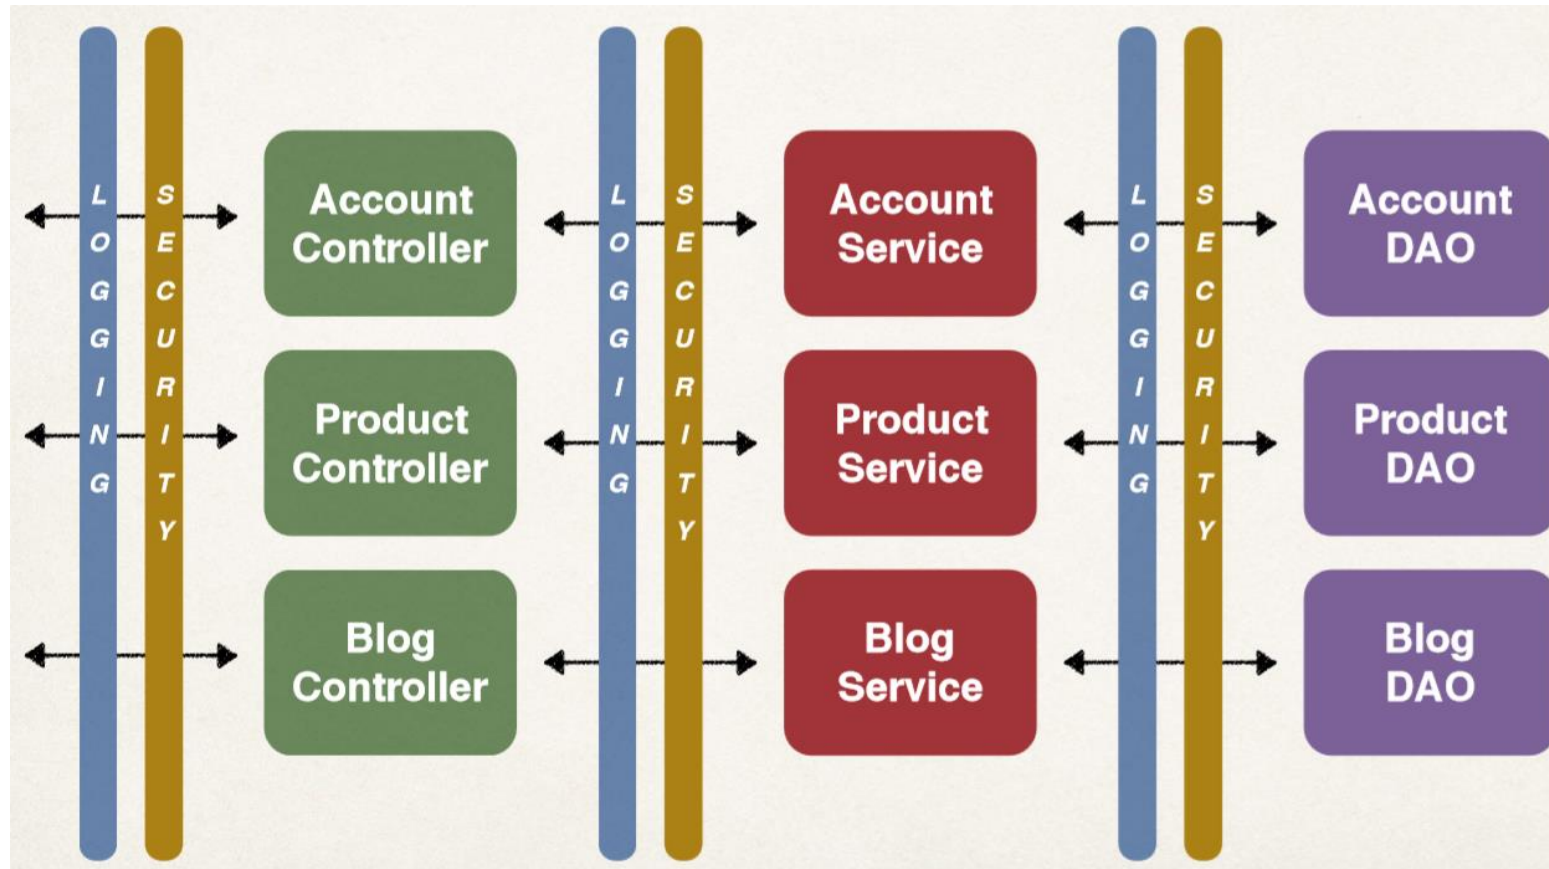 LOGGING
SECURITY
Account
Controller
LOGGING
SECURITY
Account
Service
LOGGING
SECURITY
Account
DAO
Product
Controller
Product
Service
Product
DAO
Blog
Controller
Blog
Service
Blog
DAO